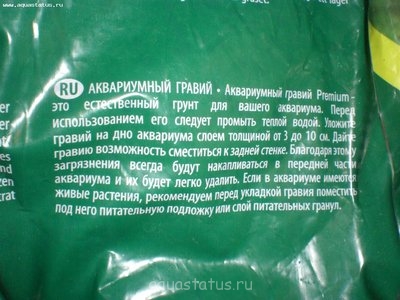 www.aquastatus.ru
RU АКВАРИУМНЫЙ ГРАВИЙ • Аквариумный гравий Premium -
это естественный грунт для вашего аквариума. Перед
использованием его следует промыть теплой водой. Уложите
гравий на дно аквариума слоем толщиной от 3 до 10 см. Дайте
гравию возможность сместиться к задней стенке. Благодаря этому
загрязнения всегда будут накапливаться в передней части
аквариума и их будет легко удалить. Если в аквариуме имеются
живые растения, рекомендуем перед укладкой гравия поместить
под него питательную подложку или слой питательных гранул.
aquastatus.ru